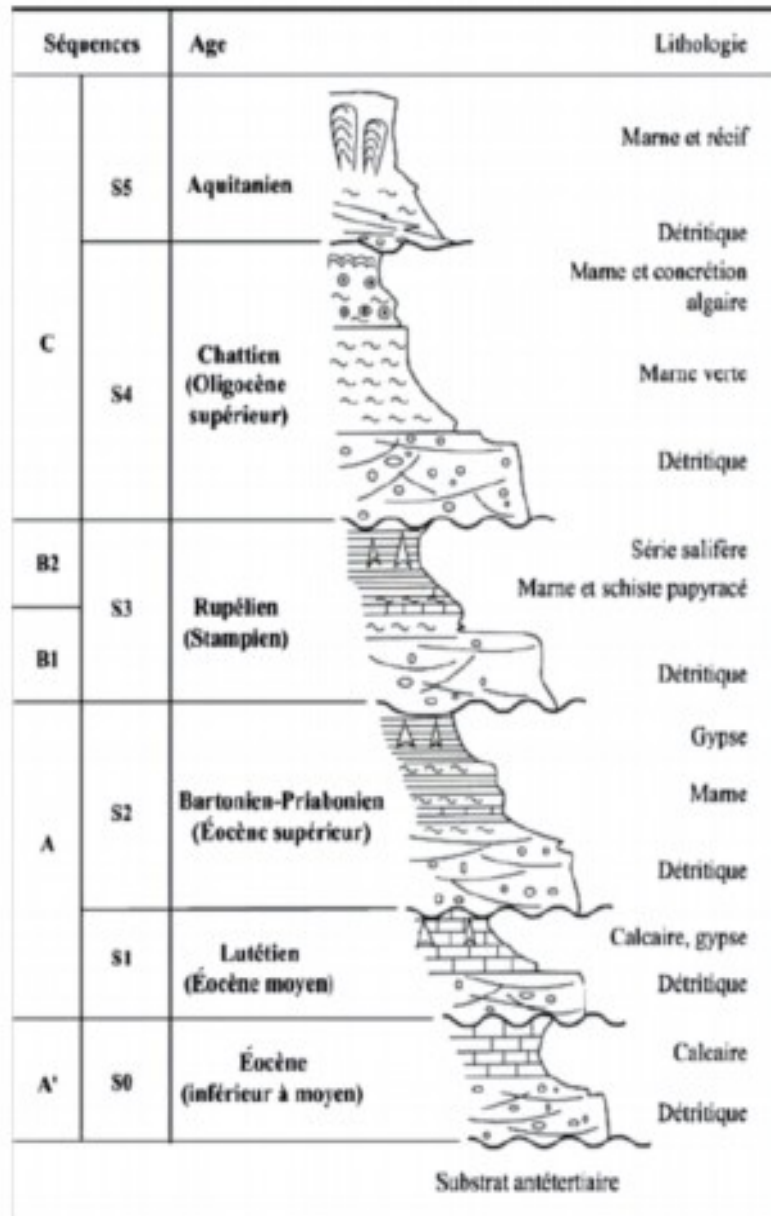 Séquences Age Lithologie
Marne et récif
S5 Aquitanien
Détritique
Marne et concrétion
algaire
C
Chattien
(Oligocène
supérieur)
S4
Marne verte
Détritique
B2
Série salifère
Marne et schiste papyracé
S3
Rupélien
(Stampien)
B1
Détritique
Gypse
Marne
S2
Bartonien-Priabonien
(Éocène supérieur)
A
Détritique
Calcaire, gypse
S1
Lutétien
(Éocène moyen)
Détritique
Calcaire
A' S0
Éocène
(inférieur à moyen)
Détritique
Substrat antétertiaire